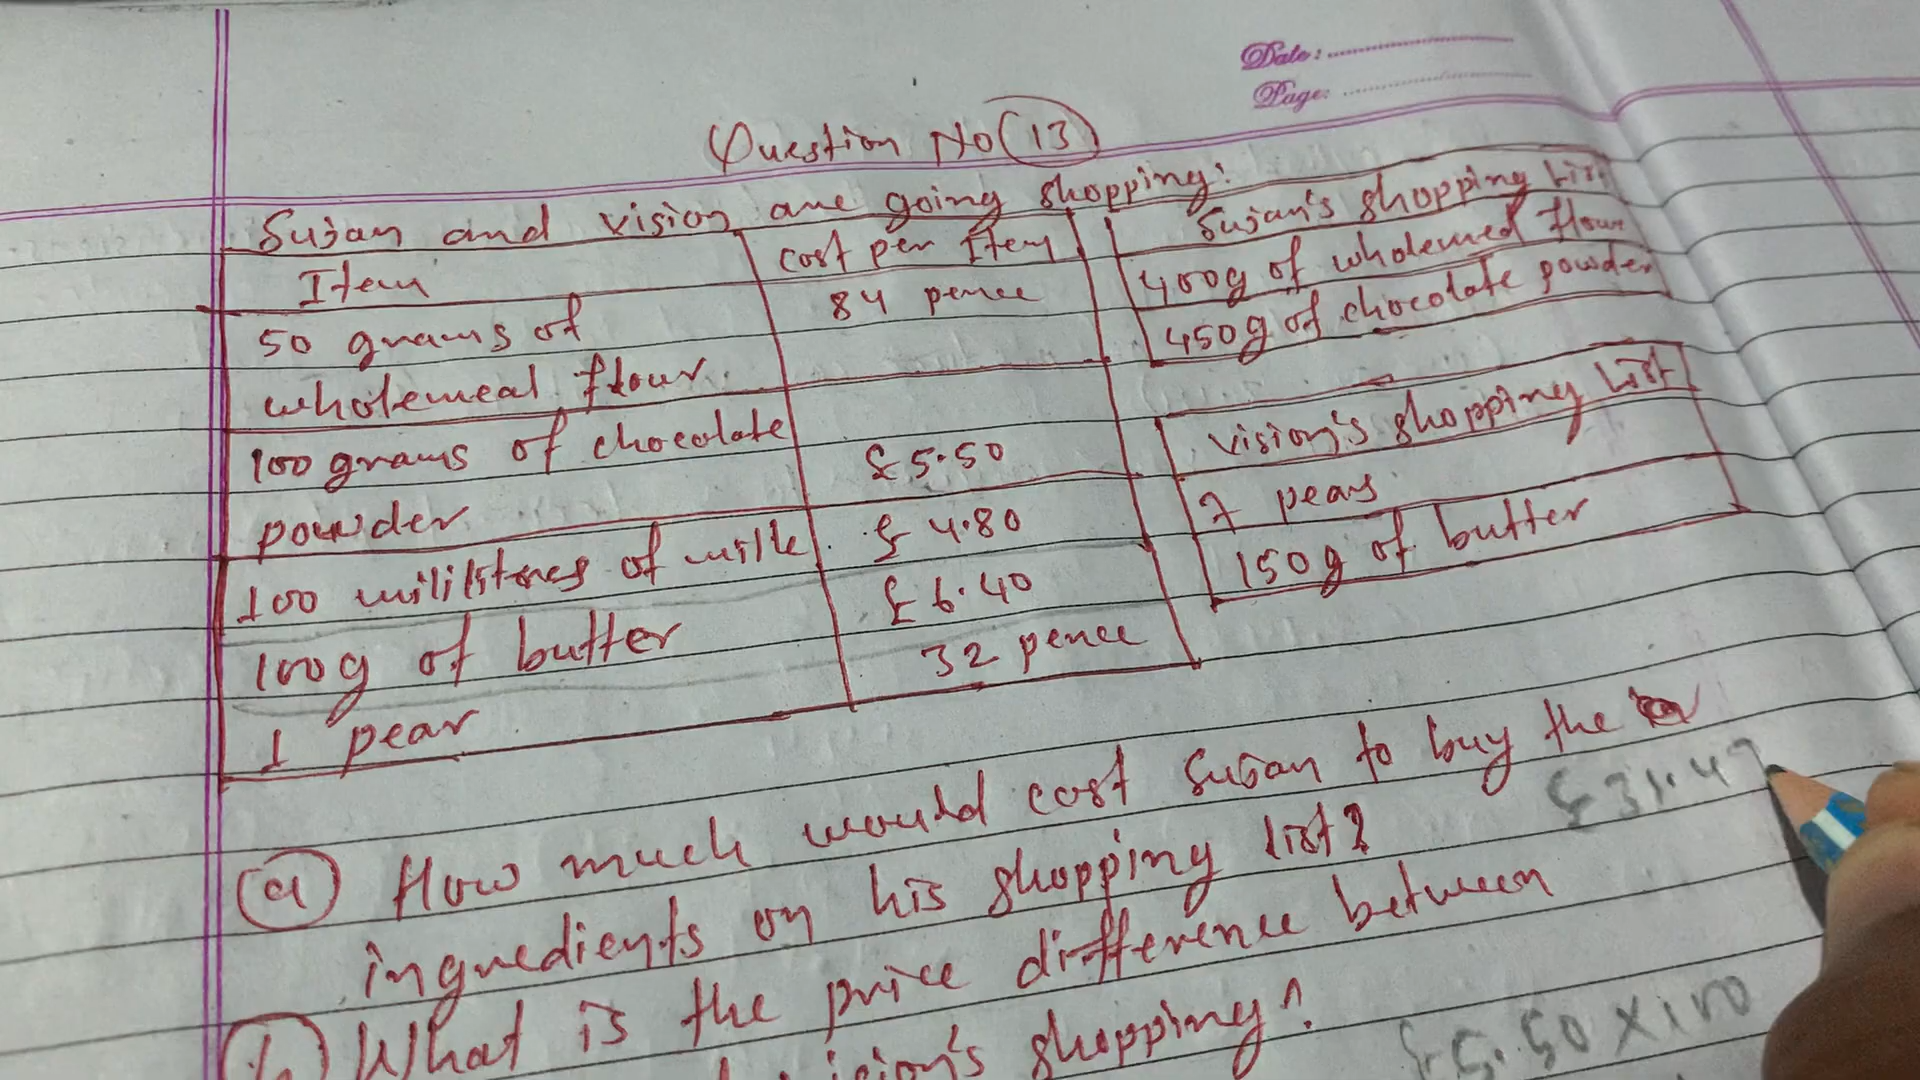 Date:
Page:
Question No 13
Sujan and vision are going shopping:
Item
cost per Item
50 grams of
wholemeal flour.
84 pence
100 grams of chocolate
powder
£5.50
100 mililitres of milk
£4.80
100g of butter
£6.40
1 pear
32 pence
Sujan's shopping List
400g of wholemeal flour
450g of chocolate powder
vision's shopping List
7 pears
150g of butter
(a) How much would cost Sujan to buy the
ingredients on his shopping list?
£31.47
(b) What is the price difference between
vision's shopping?
£5.50 x 100